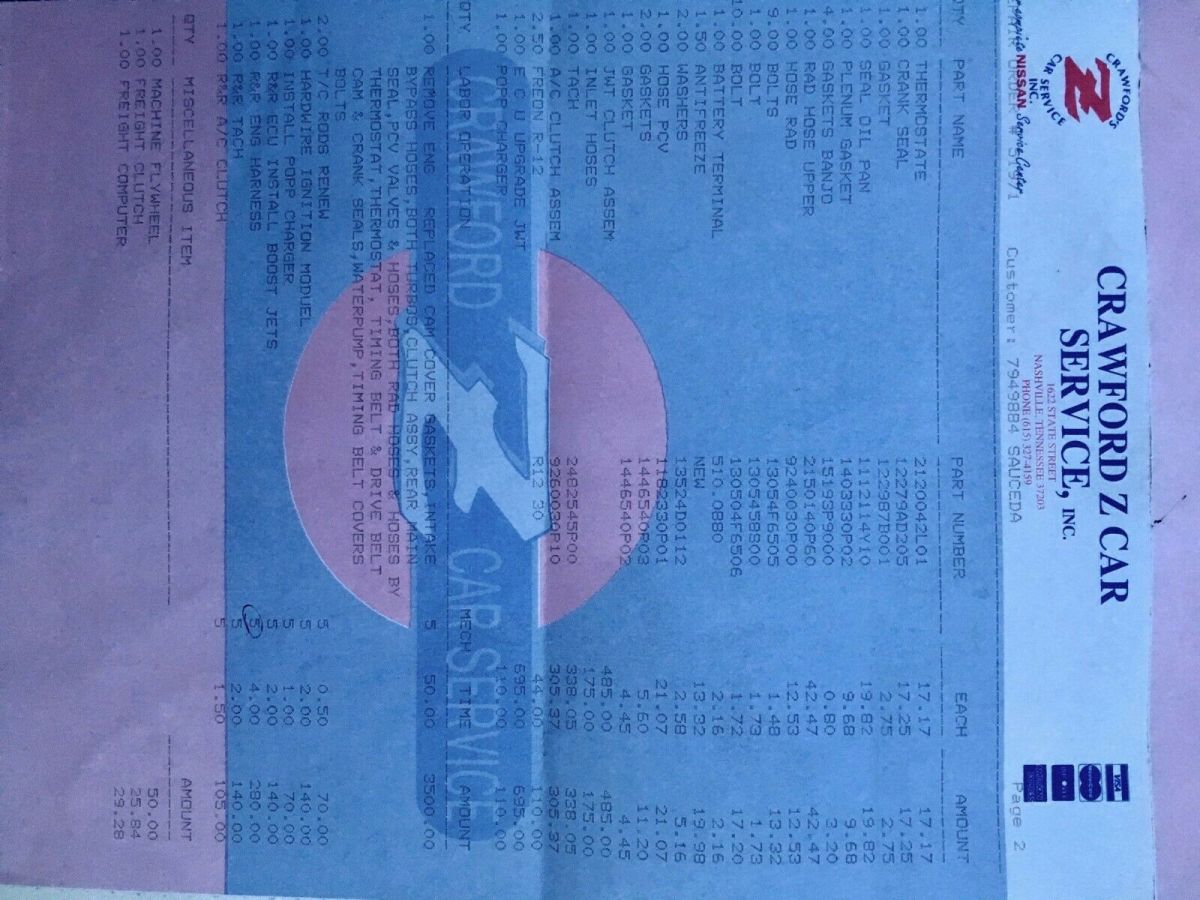 CRAWFORD'S
Z
CAR SERVICE
INC.
NISSAN Service Center
CRAWFORD Z CAR
SERVICE, INC.
1622 STATE STREET
NASHVILLE, TENNESSEE 37203
PHONE (615) 327-4159
VISA
Customer: 7949884 SAUCEDA Page 2
QTY PART NAME PART NUMBER EACH AMOUNT
1.00 THERMOSTATE 2120042L01 17.17 17.17
1.00 CRANK SEAL 12279AD205 17.25 17.25
1.00 GASKET 122987B001 2.75 2.75
1.00 SEAL OIL PAN 1112114Y10 19.82 19.82
1.00 PLENUM GASKET 1403330P02 9.68 9.68
4.00 GASKETS BANJO 15193P9000 0.80 3.20
1.00 RAD HOSE UPPER 2150140P60 42.47 42.47
1.00 HOSE RAD 9240030P00 12.53 12.53
9.00 BOLTS 13054F6505 1.48 13.32
1.00 BOLT 1305458S00 1.73 1.73
10.00 BOLT 130504F6506 1.72 17.20
1.00 BATTERY TERMINAL 510.0880 2.16 2.16
1.50 ANTIFREEZE NEW 13.32 19.98
2.00 WASHERS 13524D0112 2.58 5.16
1.00 HOSE PCV 1182330P01 21.07 21.07
2.00 GASKETS 1446540P03 5.60 11.20
1.00 GASKET 1446540P02 4.45 4.45
1.00 JWT CLUTCH ASSEM 485.00 485.00
1.00 INLET HOSES 175.00 175.00
1.00 TACH 2482545P00 338.05 338.05
1.00 A/C CLUTCH ASSEM 9260030P10 305.37 305.37
2.50 FREON R-12 R12 30 44.00 110.00
1.00 E C U UPGRADE JWT 695.00 695.00
1.00 POPP CHARGER 110.00 110.00
CRAWFORD Z CAR SERVICE
QTY LABOR OPERATION MECH TIME AMOUNT
1.00 REMOVE ENG REPLACED CAM COVER GASKETS,INTAKE 5 50.00 3500.00
BYPASS HOSES,BOTH TURBOS,CLUTCH ASBY,REAR MAIN
SEAL,PCV VALVES & HOSES,BOTH RAD HOSES & HOSES BY
THERMOSTAT,THERMOSTAT, TIMING BELT & DRIVE BELT
CAM & CRANK SEALS,WATERPUMP,TIMING BELT COVERS
2.00 T/C RODS RENEW 5 0.50 70.00
1.00 HARDWIRE IGNITION MODUEL 5 2.00 140.00
1.00 INSTALL POPP CHARGER 5 1.00 70.00
1.00 R&R ECU INSTALL BOOST JETS 5 2.00 140.00
1.00 R&R ENG HARNESS 5 4.00 280.00
1.00 R&R TACH 5 2.00 140.00
1.00 R&R A/C CLUTCH 5 1.50 105.00
QTY MISCELLANEOUS ITEM AMOUNT
1.00 MACHINE FLYWHEEL 50.00
1.00 FREIGHT CLUTCH 25.84
1.00 FREIGHT COMPUTER 29.28